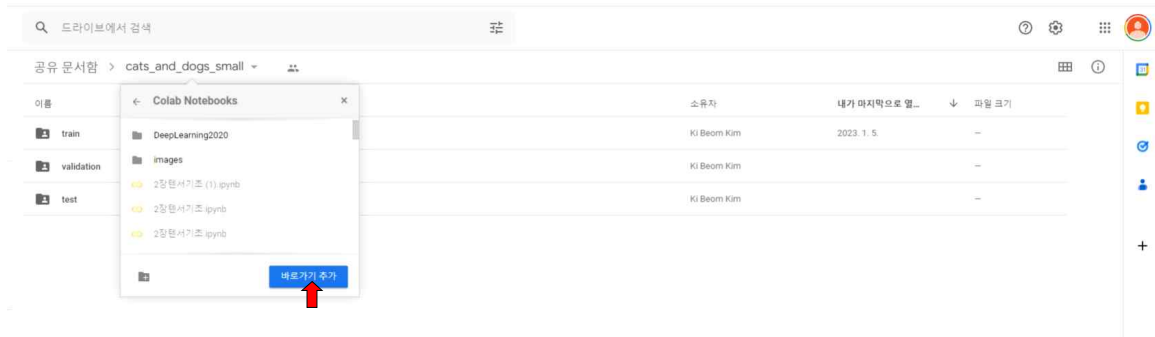 드라이브에서 검색
공유 문서함 > cats_and_dogs_small
Colab Notebooks
이름
소유자
내가 마지막으로 열...
파일 크기
DeepLearning2020
train
Ki Beom Kim
2023. 1. 5.
–
images
validation
Ki Beom Kim
–
2장텐서기초 (1).ipynb
test
Ki Beom Kim
–
2장텐서기초.ipynb
2장텐서기초.ipynb
바로가기 추가